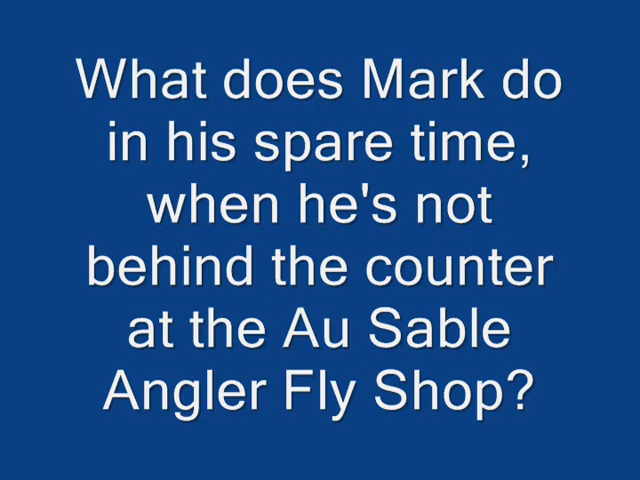 What does Mark do
in his spare time,
when he's not
behind the counter
at the Au Sable
Angler Fly Shop?